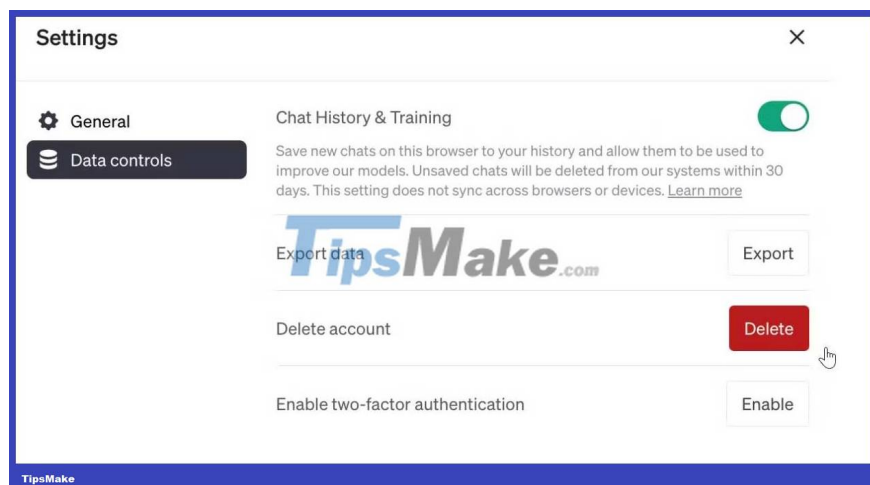 Settings
General
Data controls
Chat History & Training
Save new chats on this browser to your history and allow them to be used to
improve our models. Unsaved chats will be deleted from our systems within 30
days. This setting does not sync across browsers or devices. Learn more
TipsMake.com
Export data
Export
Delete account
Delete
Enable two-factor authentication
Enable
TipsMake